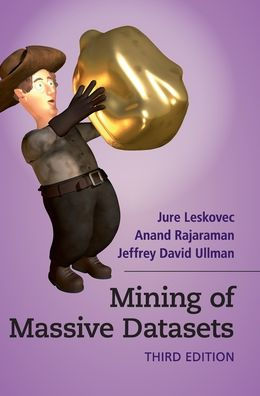 Jure Leskovec
Anand Rajaraman
Jeffrey David Ullman
Mining of
Massive Datasets
THIRD EDITION